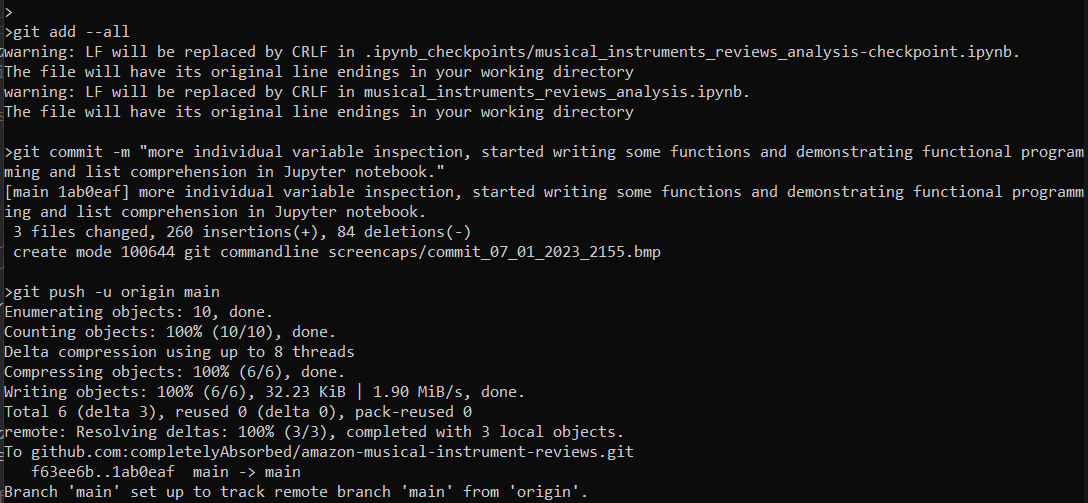 >
>git add --all
warning: LF will be replaced by CRLF in .ipynb_checkpoints/musical_instruments_reviews_analysis-checkpoint.ipynb.
The file will have its original line endings in your working directory
warning: LF will be replaced by CRLF in musical_instruments_reviews_analysis.ipynb.
The file will have its original line endings in your working directory
>git commit -m "more individual variable inspection, started writing some functions and demonstrating functional program
ming and list comprehension in Jupyter notebook."
[main 1ab0eaf] more individual variable inspection, started writing some functions and demonstrating functional programm
ing and list comprehension in Jupyter notebook.
 3 files changed, 260 insertions(+), 84 deletions(-)
 create mode 100644 git commandline screencaps/commit_07_01_2023_2155.bmp
>git push -u origin main
Enumerating objects: 10, done.
Counting objects: 100% (10/10), done.
Delta compression using up to 8 threads
Compressing objects: 100% (6/6), done.
Writing objects: 100% (6/6), 32.23 KiB | 1.90 MiB/s, done.
Total 6 (delta 3), reused 0 (delta 0), pack-reused 0
remote: Resolving deltas: 100% (3/3), completed with 3 local objects.
To github.com:completelyAbsorbed/amazon-musical-instrument-reviews.git
   f63ee6b..1ab0eaf  main -> main
Branch 'main' set up to track remote branch 'main' from 'origin'.